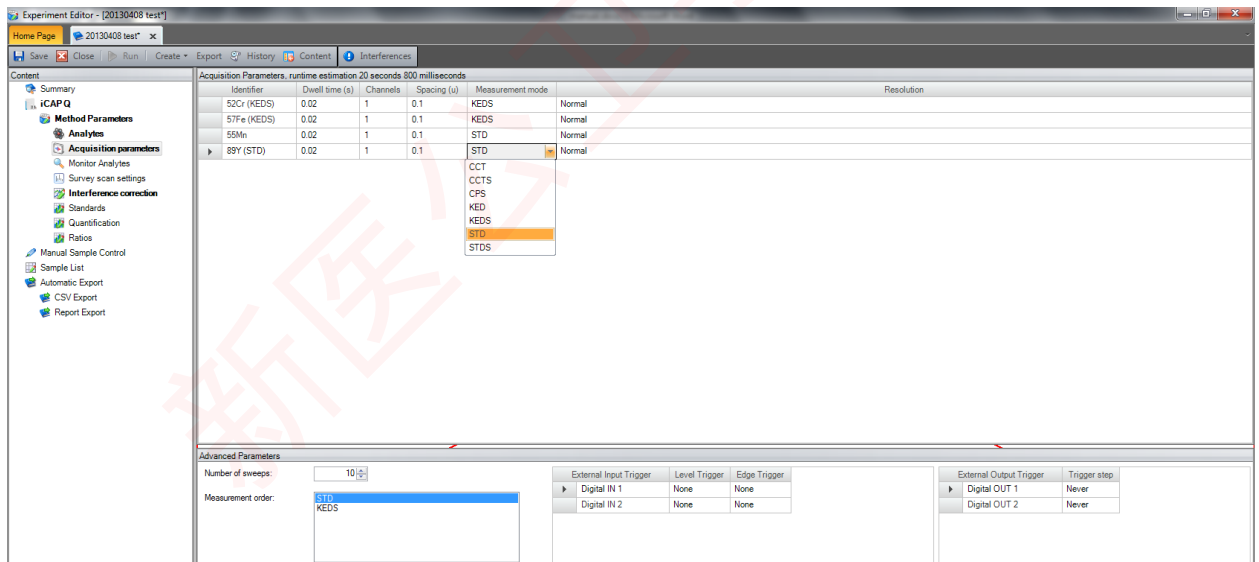 Experiment Editor - [20130408 test*]
Home Page 20130408 test* x
Save Close Run Create Export History Content Interferences
Content
Summary
iCAP Q
Method Parameters
Analytes
Acquisition parameters
Monitor Analytes
Survey scan settings
Interference correction
Standards
Quantification
Ratios
Manual Sample Control
Sample List
Automatic Export
CSV Export
Report Export
Acquisition Parameters, runtime estimation 20 seconds 800 milliseconds
Identifier Dwell time (s) Channels Spacing (u) Measurement mode Resolution
52Cr (KEDS) 0.02 1 0.1 KEDS Normal
57Fe (KEDS) 0.02 1 0.1 KEDS Normal
55Mn 0.02 1 0.1 STD Normal
89Y (STD) 0.02 1 0.1 STD Normal
CCT
CCTS
CPS
KED
KEDS
STD
STDS
Advanced Parameters
Number of sweeps: 10
Measurement order: STD
KEDS
External Input Trigger Level Trigger Edge Trigger
Digital IN 1 None None
Digital IN 2 None None
External Output Trigger Trigger step
Digital OUT 1 Never
Digital OUT 2 Never